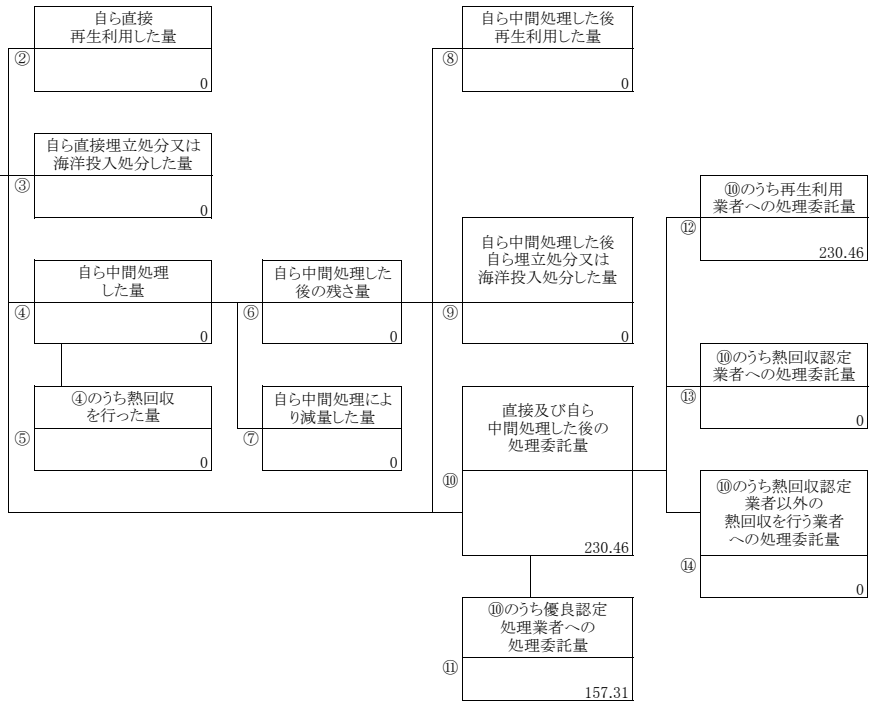 自ら直接
再生利用した量
②
0
自ら直接埋立処分又は
海洋投入処分した量
③
0
自ら中間処理
した量
④
0
④のうち熱回収
を行った量
⑤
0
自ら中間処理した
後の残さ量
⑥
0
自ら中間処理によ
り減量した量
⑦
0
自ら中間処理した後
再生利用した量
⑧
0
自ら中間処理した後
自ら埋立処分又は
海洋投入処分した量
⑨
0
直接及び自ら
中間処理した後の
処理委託量
⑩
230.46
⑩のうち優良認定
処理業者への
処理委託量
⑪
157.31
⑩のうち再生利用
業者への処理委託量
⑫
230.46
⑩のうち熱回収認定
業者への処理委託量
⑬
0
⑩のうち熱回収認定
業者以外の
熱回収を行う業者
への処理委託量
⑭
0